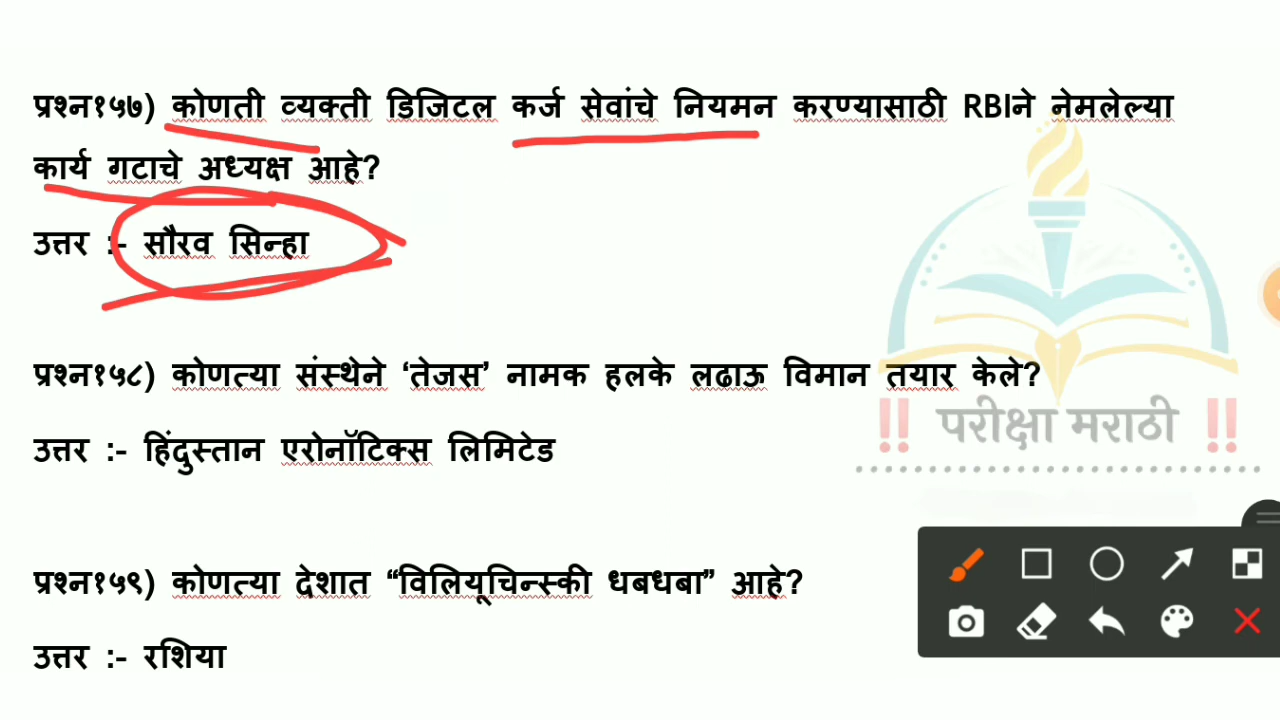 प्रश्न१५७) कोणती व्यक्ती डिजिटल कर्ज सेवांचे नियमन करण्यासाठी RBIने नेमलेल्या
कार्य गटाचे अध्यक्ष आहे?
उत्तर :- सौरव सिन्हा
प्रश्न१५८) कोणत्या संस्थेने ‘तेजस’ नामक हलके लढाऊ विमान तयार केले?
‼ परीक्षा मराठी ‼
उत्तर :- हिंदुस्तान एरोनॉटिक्स लिमिटेड
प्रश्न१५९) कोणत्या देशात “विलियूचिन्स्की धबधबा” आहे?
उत्तर :- रशिया